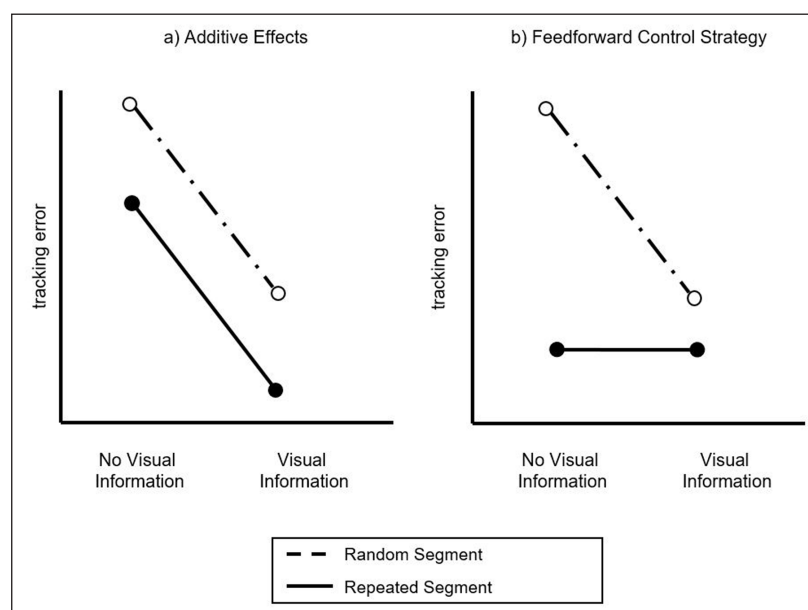 a) Additive Effects
b) Feedforward Control Strategy
tracking error
tracking error
No Visual
Information
Visual
Information
No Visual
Information
Visual
Information
Random Segment
Repeated Segment